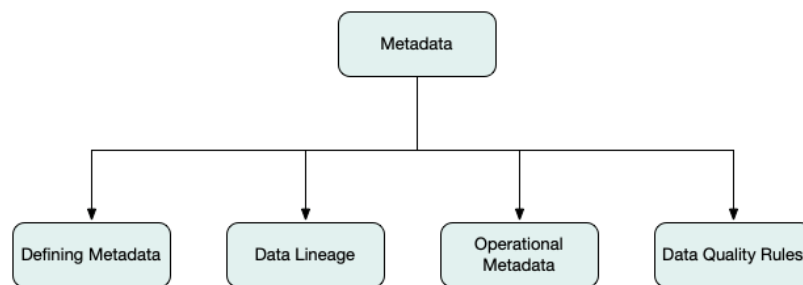 Metadata
Defining Metadata
Data Lineage
Operational
Metadata
Data Quality Rules